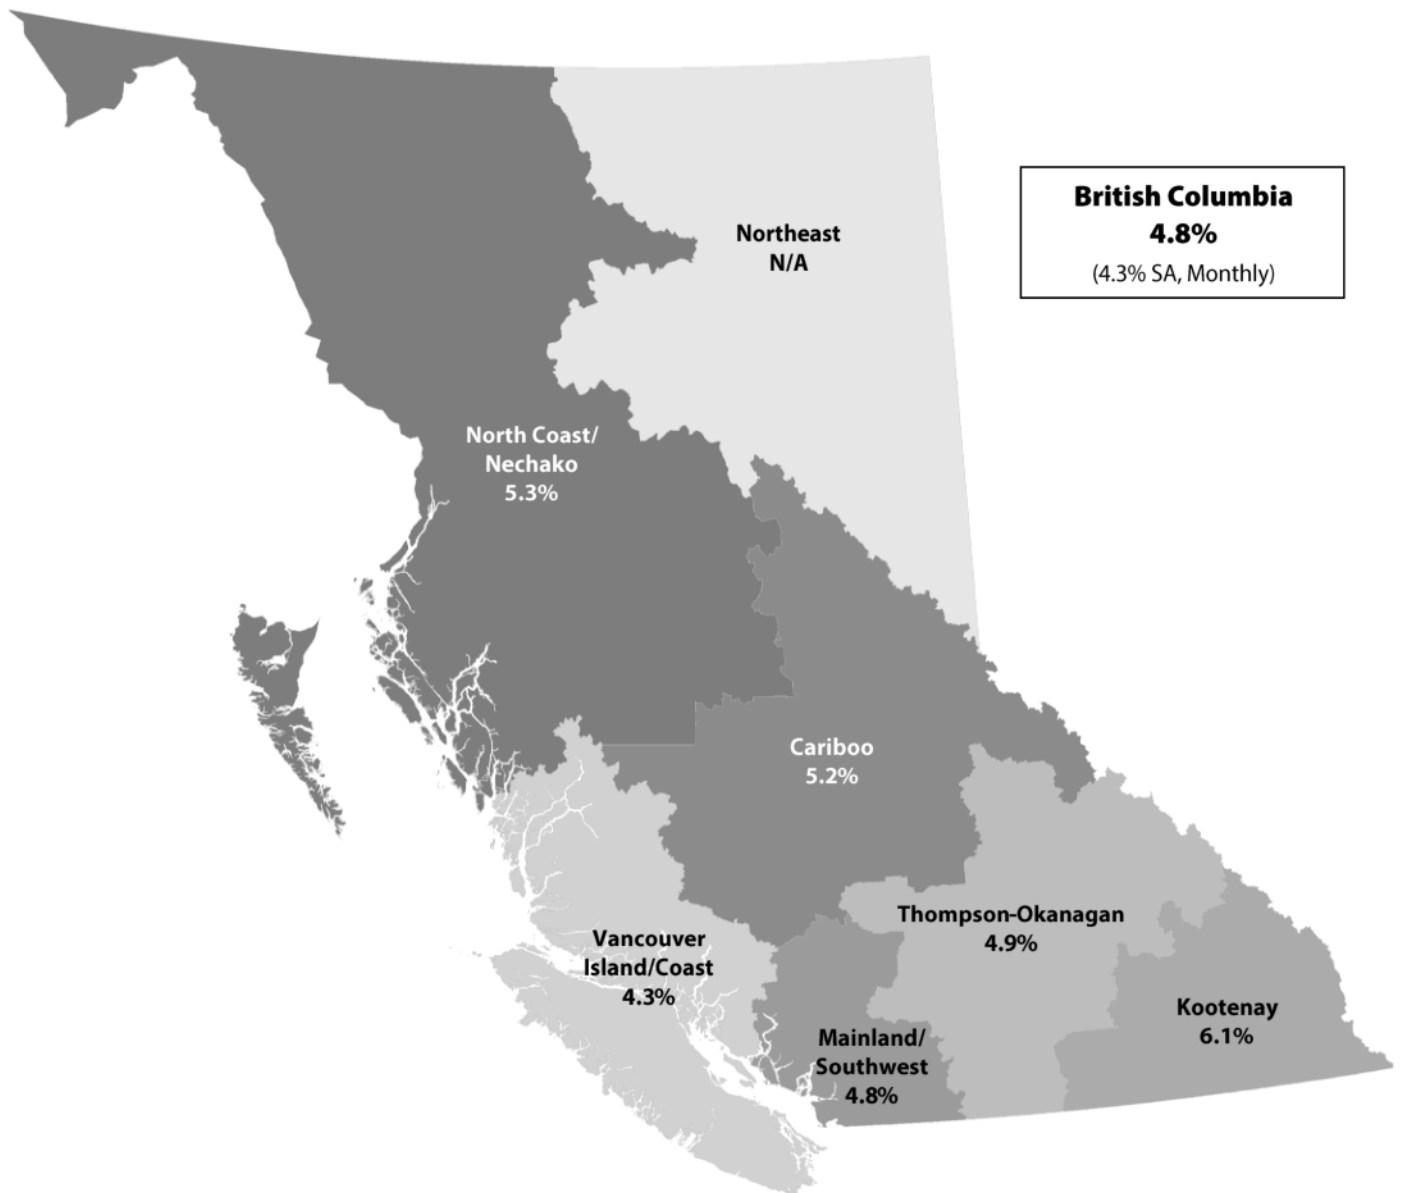 British Columbia
4.8%
(4.3% SA, Monthly)
Northeast
N/A
North Coast/
Nechako
5.3%
Cariboo
5.2%
Thompson-Okanagan
4.9%
Vancouver
Island/Coast
4.3%
Kootenay
6.1%
Mainland/
Southwest
4.8%